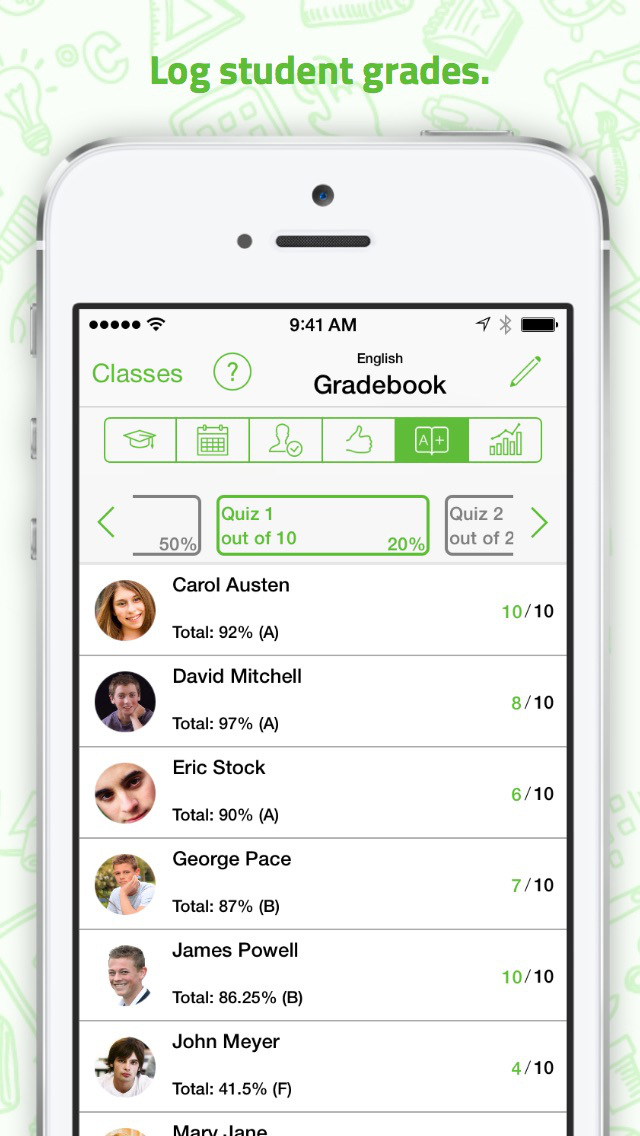 Log student grades.
9:41 AM
Classes
?
English
Gradebook
A +
50%
Quiz 1
out of 10
20%
Quiz 2
out of 2
Carol Austen
Total: 92% (A)
10/10
David Mitchell
Total: 97% (A)
8/10
Eric Stock
Total: 90% (A)
6/10
George Pace
Total: 87% (B)
7/10
James Powell
Total: 86.25% (B)
10/10
John Meyer
Total: 41.5% (F)
4/10
Mary Jane